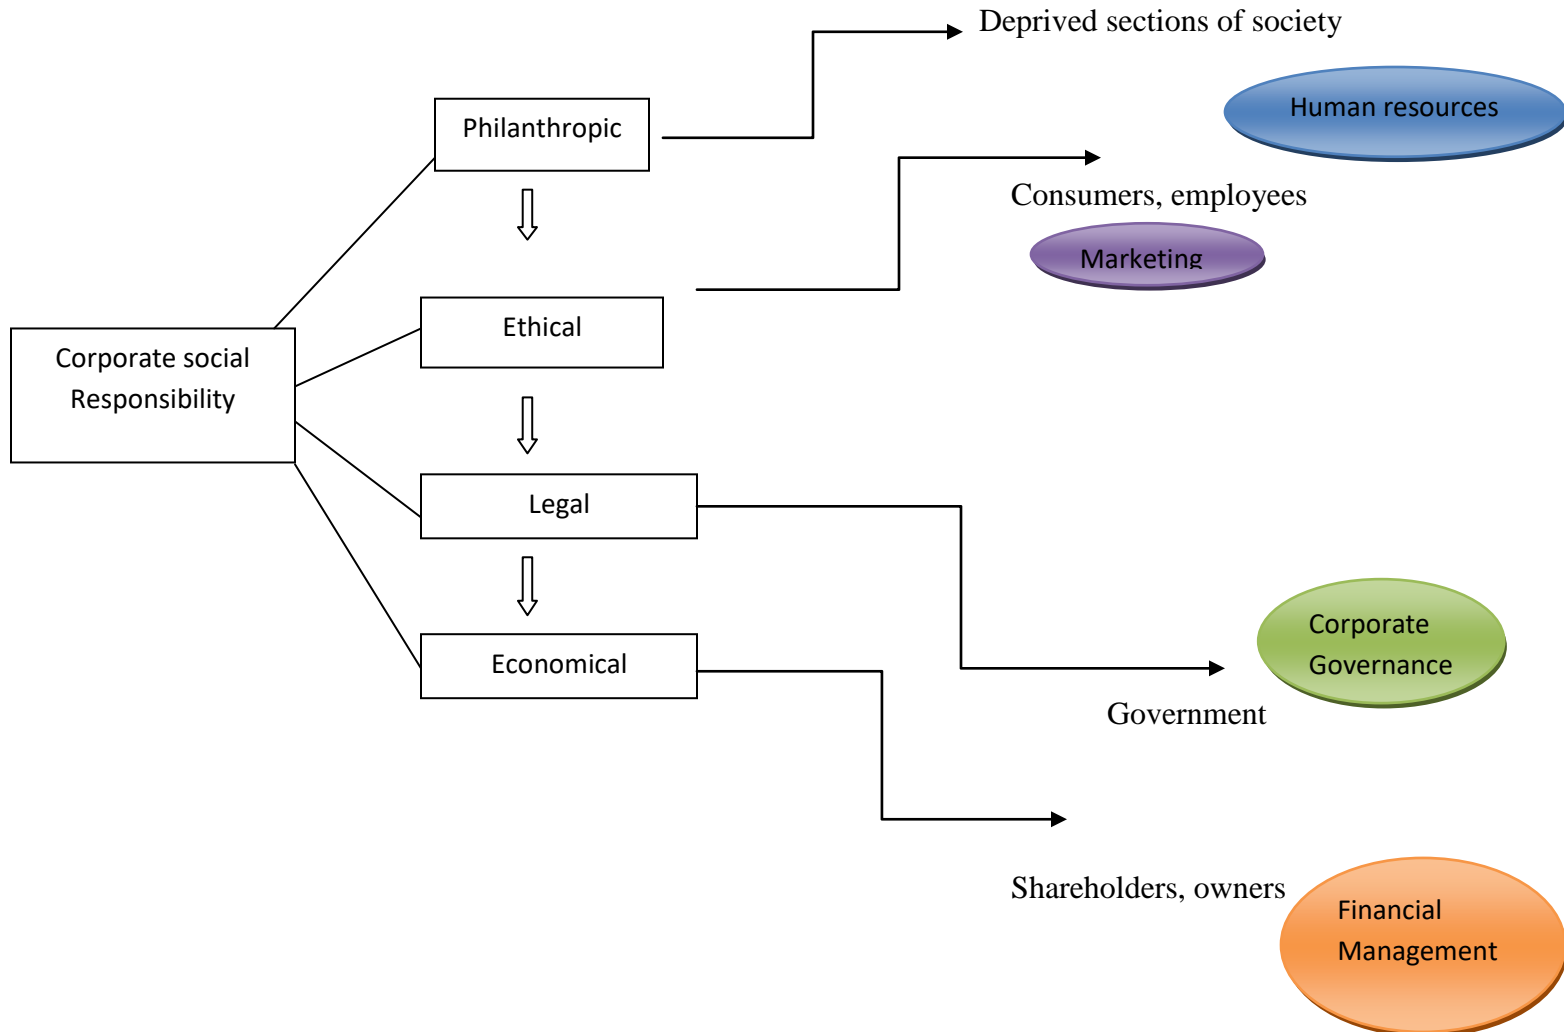 Deprived sections of society
Human resources
Philanthropic
Consumers, employees
Marketing
Ethical
Corporate social
Responsibility
Legal
Corporate
Governance
Economical
Government
Shareholders, owners
Financial
Management